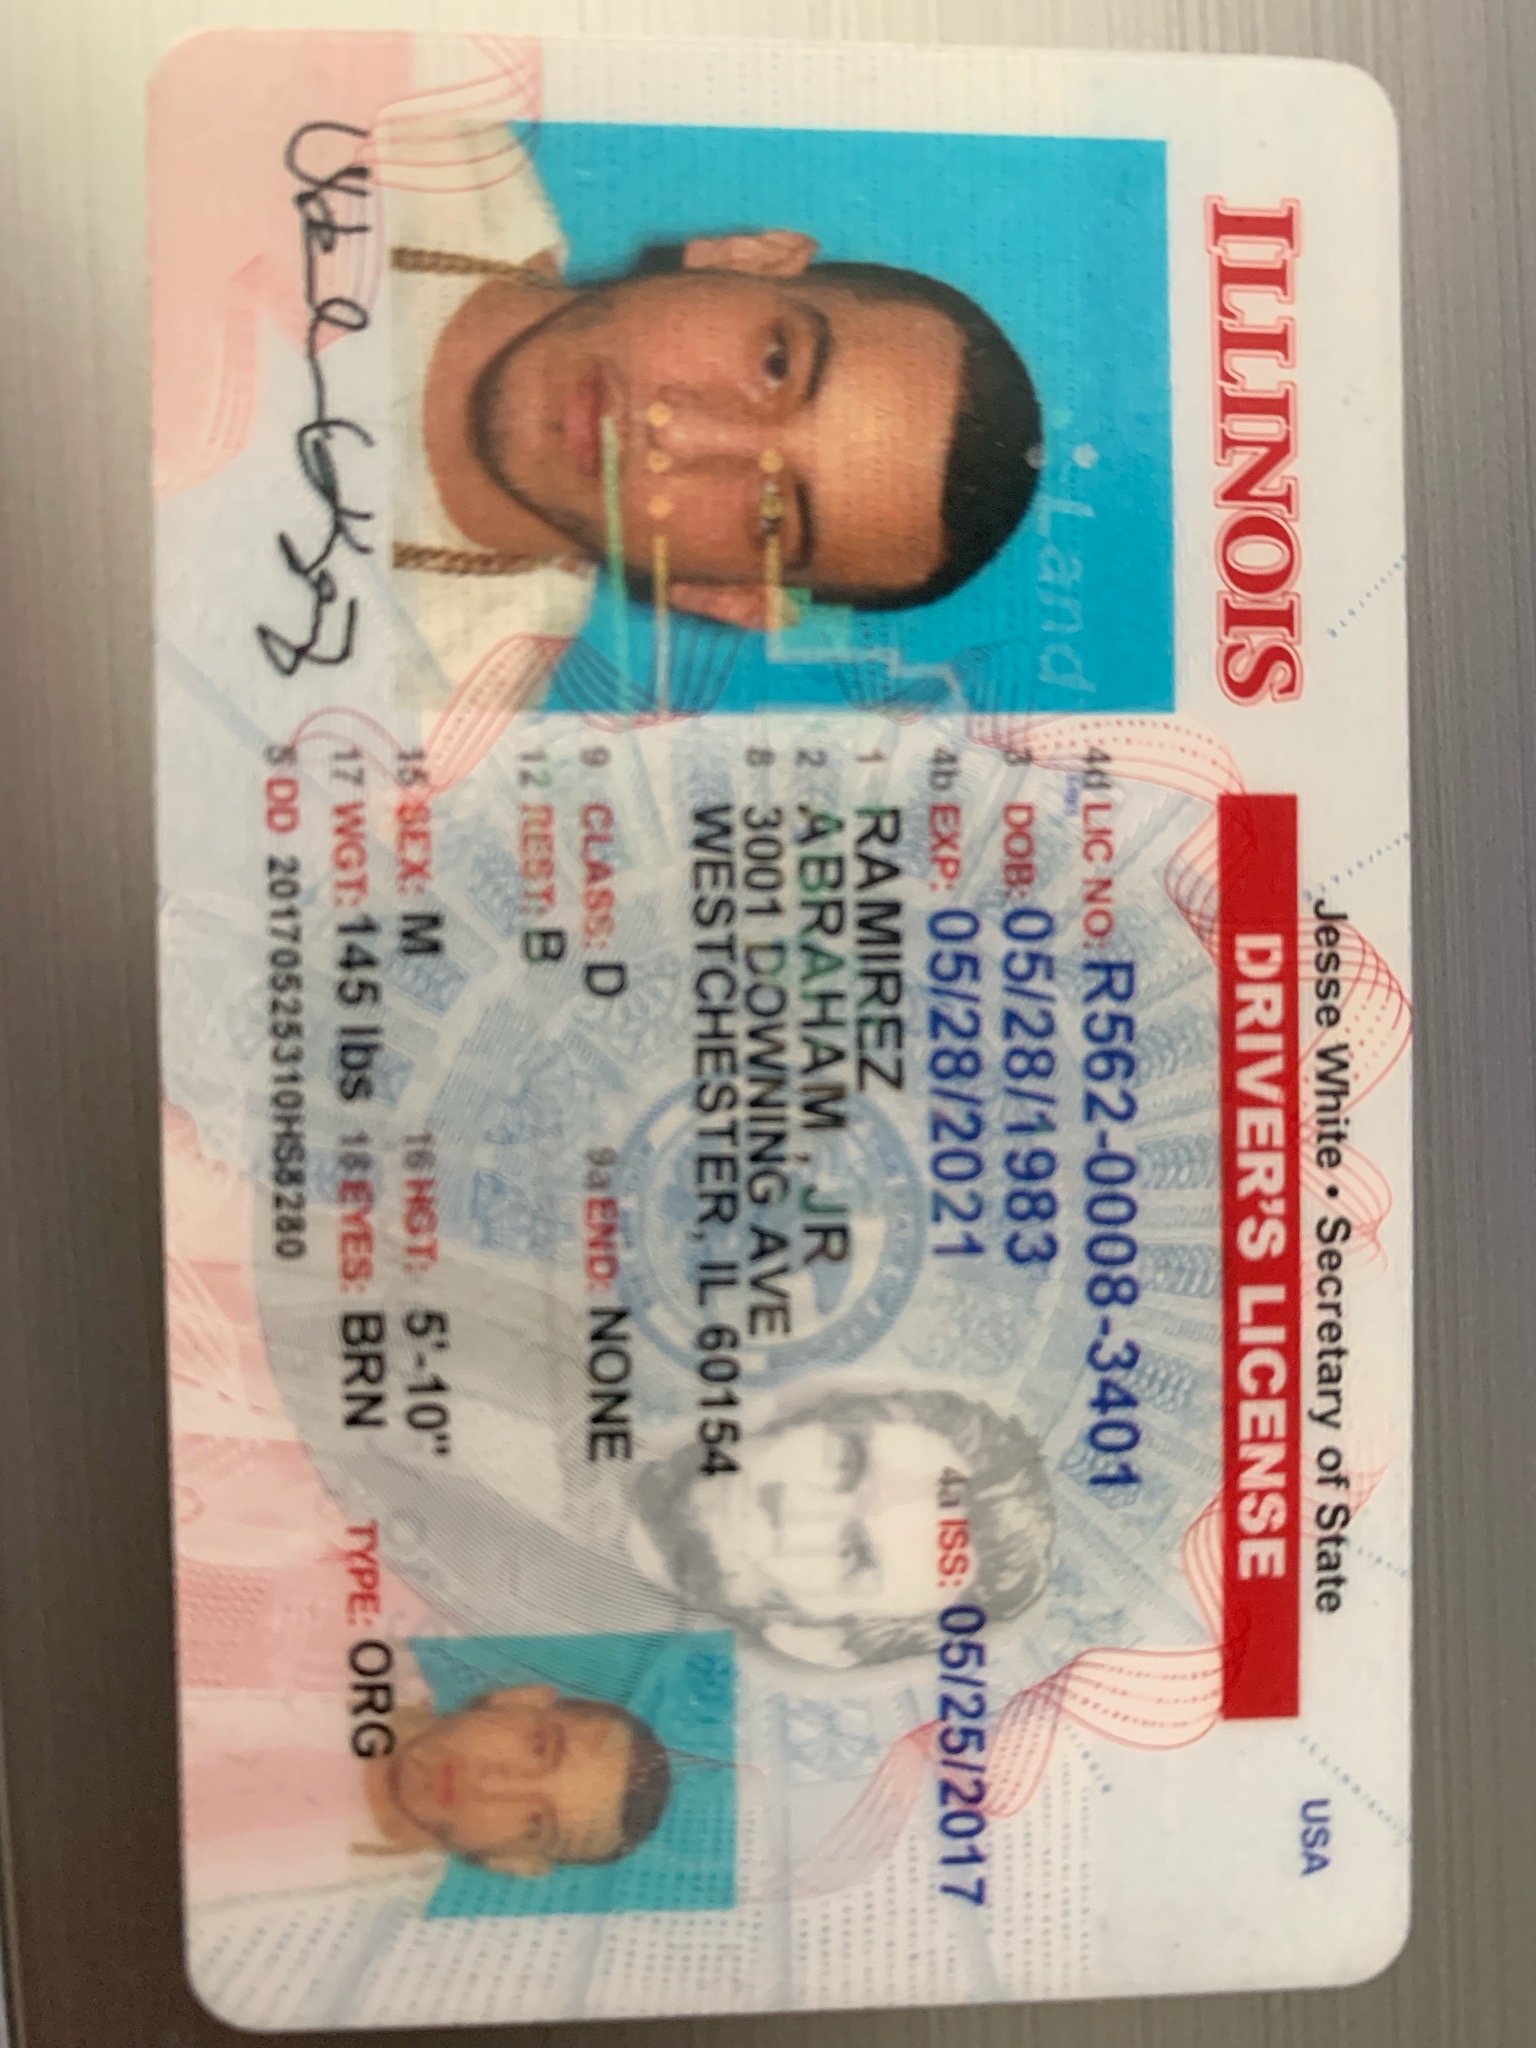 Jesse White • Secretary of State
USA
ILLINOIS
DRIVER'S LICENSE
Land
4d LIC NO: R562-0008-3401
3 DOB: 05/28/1983
4b EXP: 05/28/2021 4a ISS: 05/25/2017
1 RAMIREZ
2 ABRAHAM , JR
8 3001 DOWNING AVE
WESTCHESTER, IL 60154
9 CLASS: D 9a END: NONE
12 REST: B
15 SEX: M 16 HGT: 5'-10"
17 WGT: 145 lbs 18 EYES: BRN TYPE: ORG
5 DD 20170525310HS8280